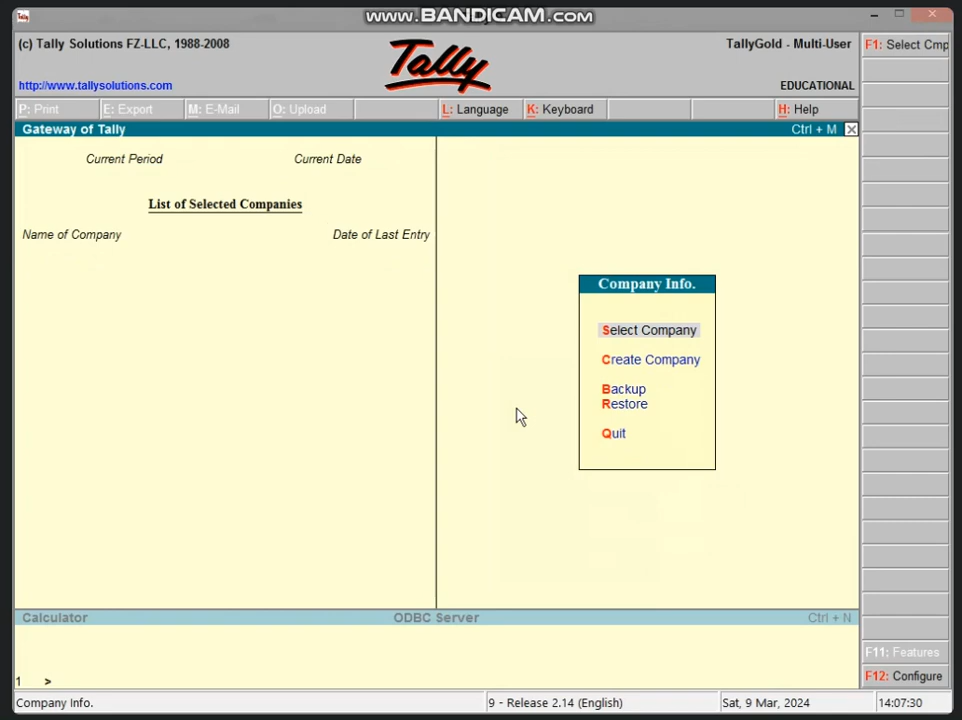 www.BANDICAM.com
(c) Tally Solutions FZ-LLC, 1988-2008
Tally
TallyGold - Multi-User
F1: Select Cmp
http://www.tallysolutions.com
EDUCATIONAL
P: Print
E: Export
M: E-Mail
O: Upload
L: Language
K: Keyboard
H: Help
Gateway of Tally
Ctrl + M
Current Period
Current Date
List of Selected Companies
Name of Company
Date of Last Entry
Company Info.
Select Company
Create Company
Backup
Restore
Quit
Calculator
ODBC Server
Ctrl + N
F11: Features
F12: Configure
1 >
Company Info.
9 - Release 2.14 (English)
Sat, 9 Mar, 2024
14:07:30